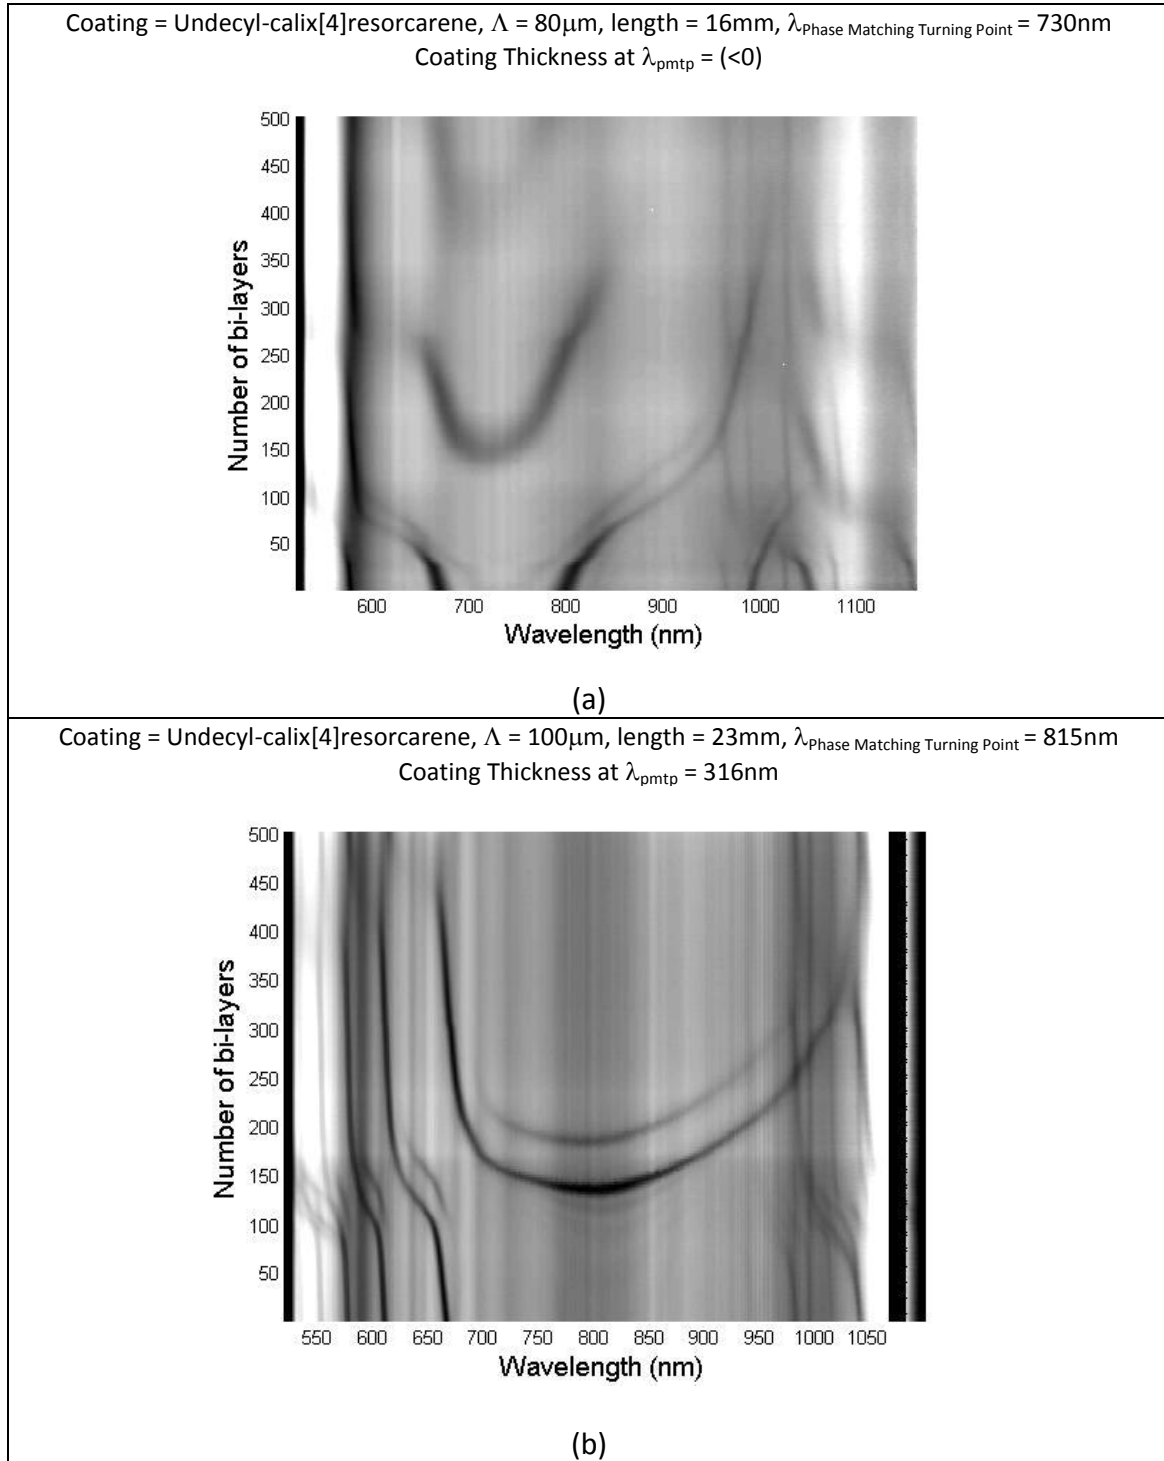 Coating = Undecyl-calix[4]resorcarene, Λ = 80μm, length = 16mm, λPhase Matching Turning Point = 730nm
Coating Thickness at λpmtp = (<0)
500
450
400
350
300
250
200
150
100
50
Number of bi-layers
600 700 800 900 1000 1100
Wavelength (nm)
(a)
Coating = Undecyl-calix[4]resorcarene, Λ = 100μm, length = 23mm, λPhase Matching Turning Point = 815nm
Coating Thickness at λpmtp = 316nm
500
450
400
350
300
250
200
150
100
50
Number of bi-layers
550 600 650 700 750 800 850 900 950 1000 1050
Wavelength (nm)
(b)